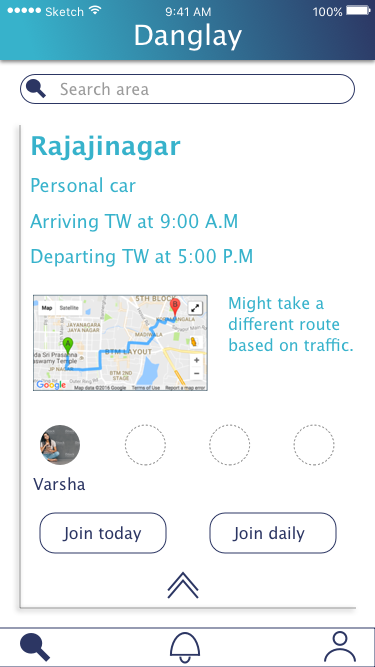 Sketch 9:41 AM 100%
Danglay
Search area
Rajajinagar
Personal car
Arriving TW at 9:00 A.M
Departing TW at 5:00 P.M
Map Satellite
5TH BLOCK
JAYANAGARA
JAYA NAGAR
MADIWALA
BTM LAYOUT
JP NAGAR
BTM 2ND
STAGE
A
B
Google
Map data ©2016 Google Terms of Use Report a map error
Might take a
different route
based on traffic.
Varsha
Join today Join daily